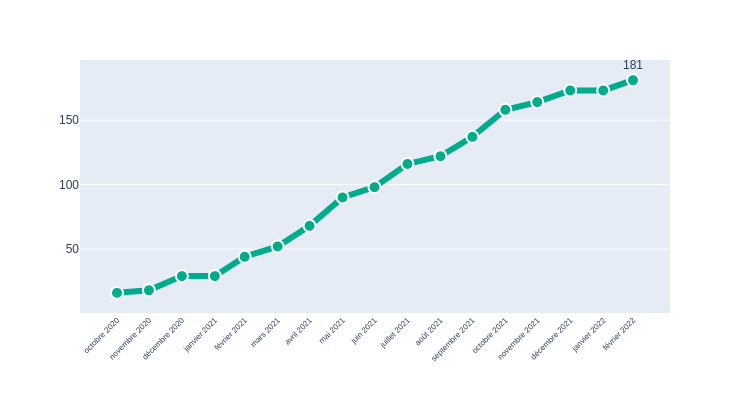 181
150
100
50
octobre 2020
novembre 2020
décembre 2020
janvier 2021
février 2021
mars 2021
avril 2021
mai 2021
juin 2021
juillet 2021
août 2021
septembre 2021
octobre 2021
novembre 2021
décembre 2021
janvier 2022
février 2022